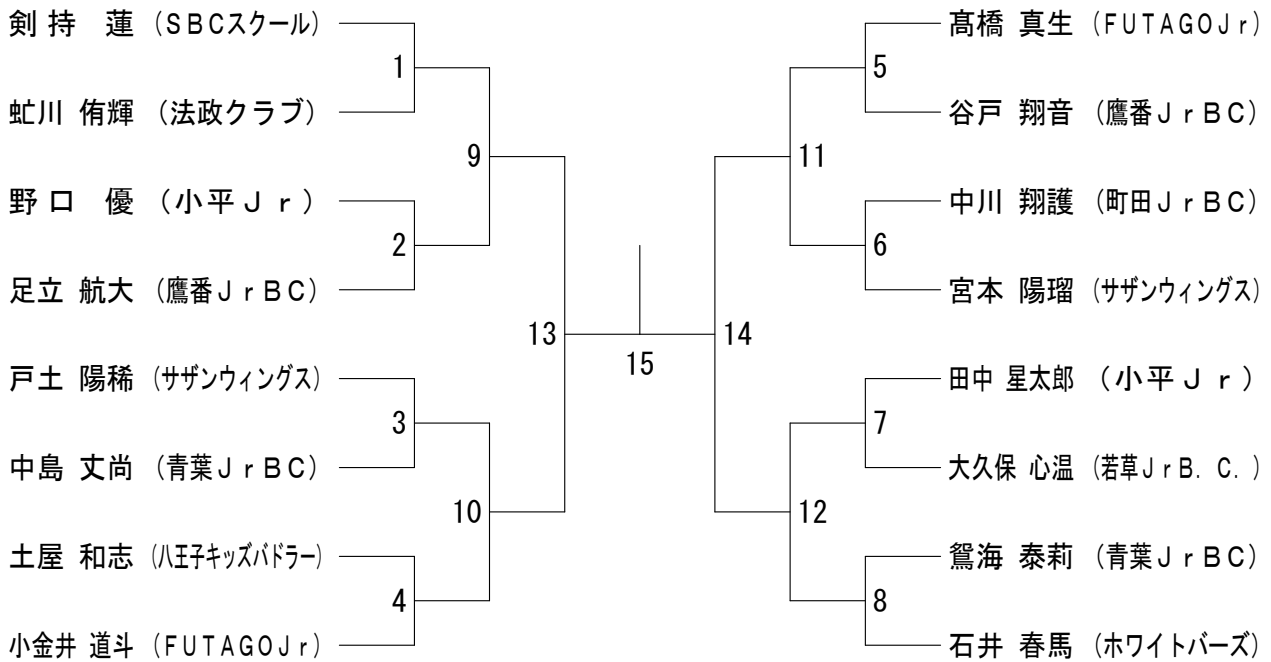 剣持 蓮 (SBCスクール)
1
虻川 侑輝 (法政クラブ)
9
野口 優 (小平Jr)
2
足立 航大 (鷹番JrBC)
13
戸土 陽稀 (サザンウィングス)
3
中島 丈尚 (青葉JrBC)
10
土屋 和志 (八王子キッズバドラー)
4
小金井 道斗 (FUTAGOJr)
15
髙橋 真生 (FUTAGOJr)
5
谷戸 翔音 (鷹番JrBC)
11
中川 翔護 (町田JrBC)
6
宮本 陽瑠 (サザンウィングス)
14
田中 星太郎 (小平Jr)
7
大久保 心温 (若草JrB.C.)
12
鴛海 泰莉 (青葉JrBC)
8
石井 春馬 (ホワイトバーズ)